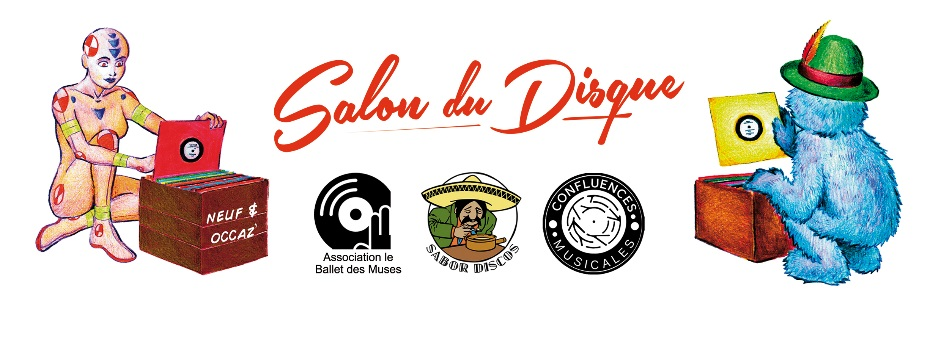 Salon du Disque
NEUF &
OCCAZ'
Association le
Ballet des Muses
SABOR DISCOS
CONFLUENCES
MUSICALES